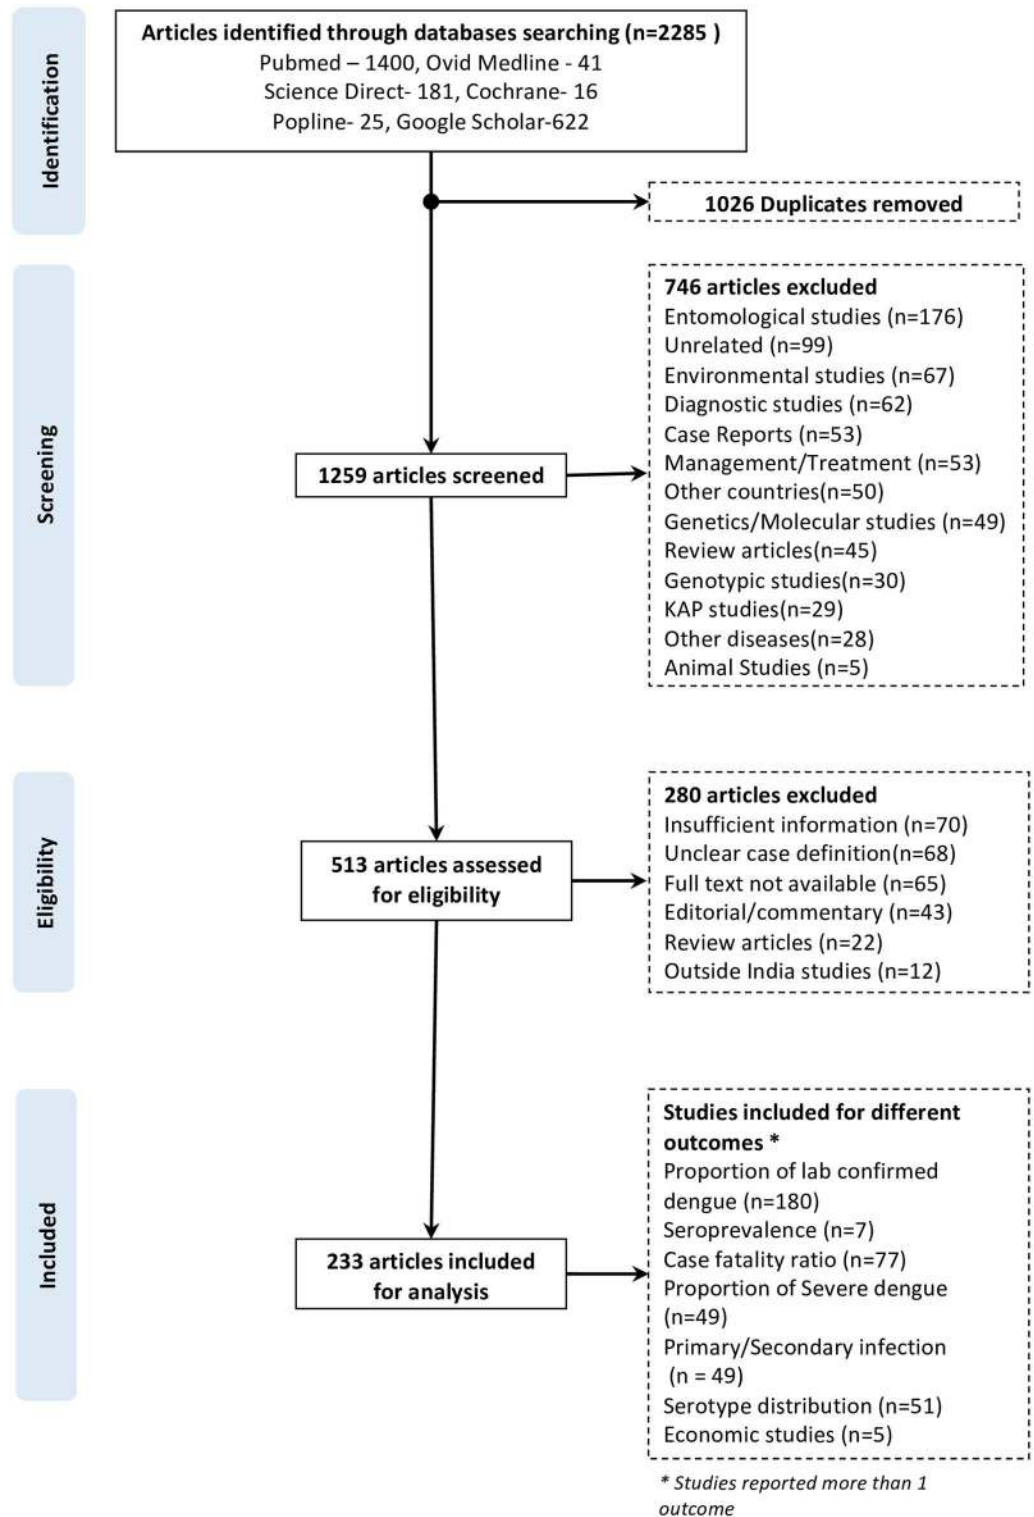 Identification
Articles identified through databases searching (n=2285 )
Pubmed – 1400, Ovid Medline - 41
Science Direct- 181, Cochrane- 16
Popline- 25, Google Scholar-622
1026 Duplicates removed
Screening
1259 articles screened
746 articles excluded
Entomological studies (n=176)
Unrelated (n=99)
Environmental studies (n=67)
Diagnostic studies (n=62)
Case Reports (n=53)
Management/Treatment (n=53)
Other countries(n=50)
Genetics/Molecular studies (n=49)
Review articles(n=45)
Genotypic studies(n=30)
KAP studies(n=29)
Other diseases(n=28)
Animal Studies (n=5)
Eligibility
513 articles assessed
for eligibility
280 articles excluded
Insufficient information (n=70)
Unclear case definition(n=68)
Full text not available (n=65)
Editorial/commentary (n=43)
Review articles (n=22)
Outside India studies (n=12)
Included
233 articles included
for analysis
Studies included for different
outcomes *
Proportion of lab confirmed
dengue (n=180)
Seroprevalence (n=7)
Case fatality ratio (n=77)
Proportion of Severe dengue
(n=49)
Primary/Secondary infection
(n = 49)
Serotype distribution (n=51)
Economic studies (n=5)
* Studies reported more than 1
outcome